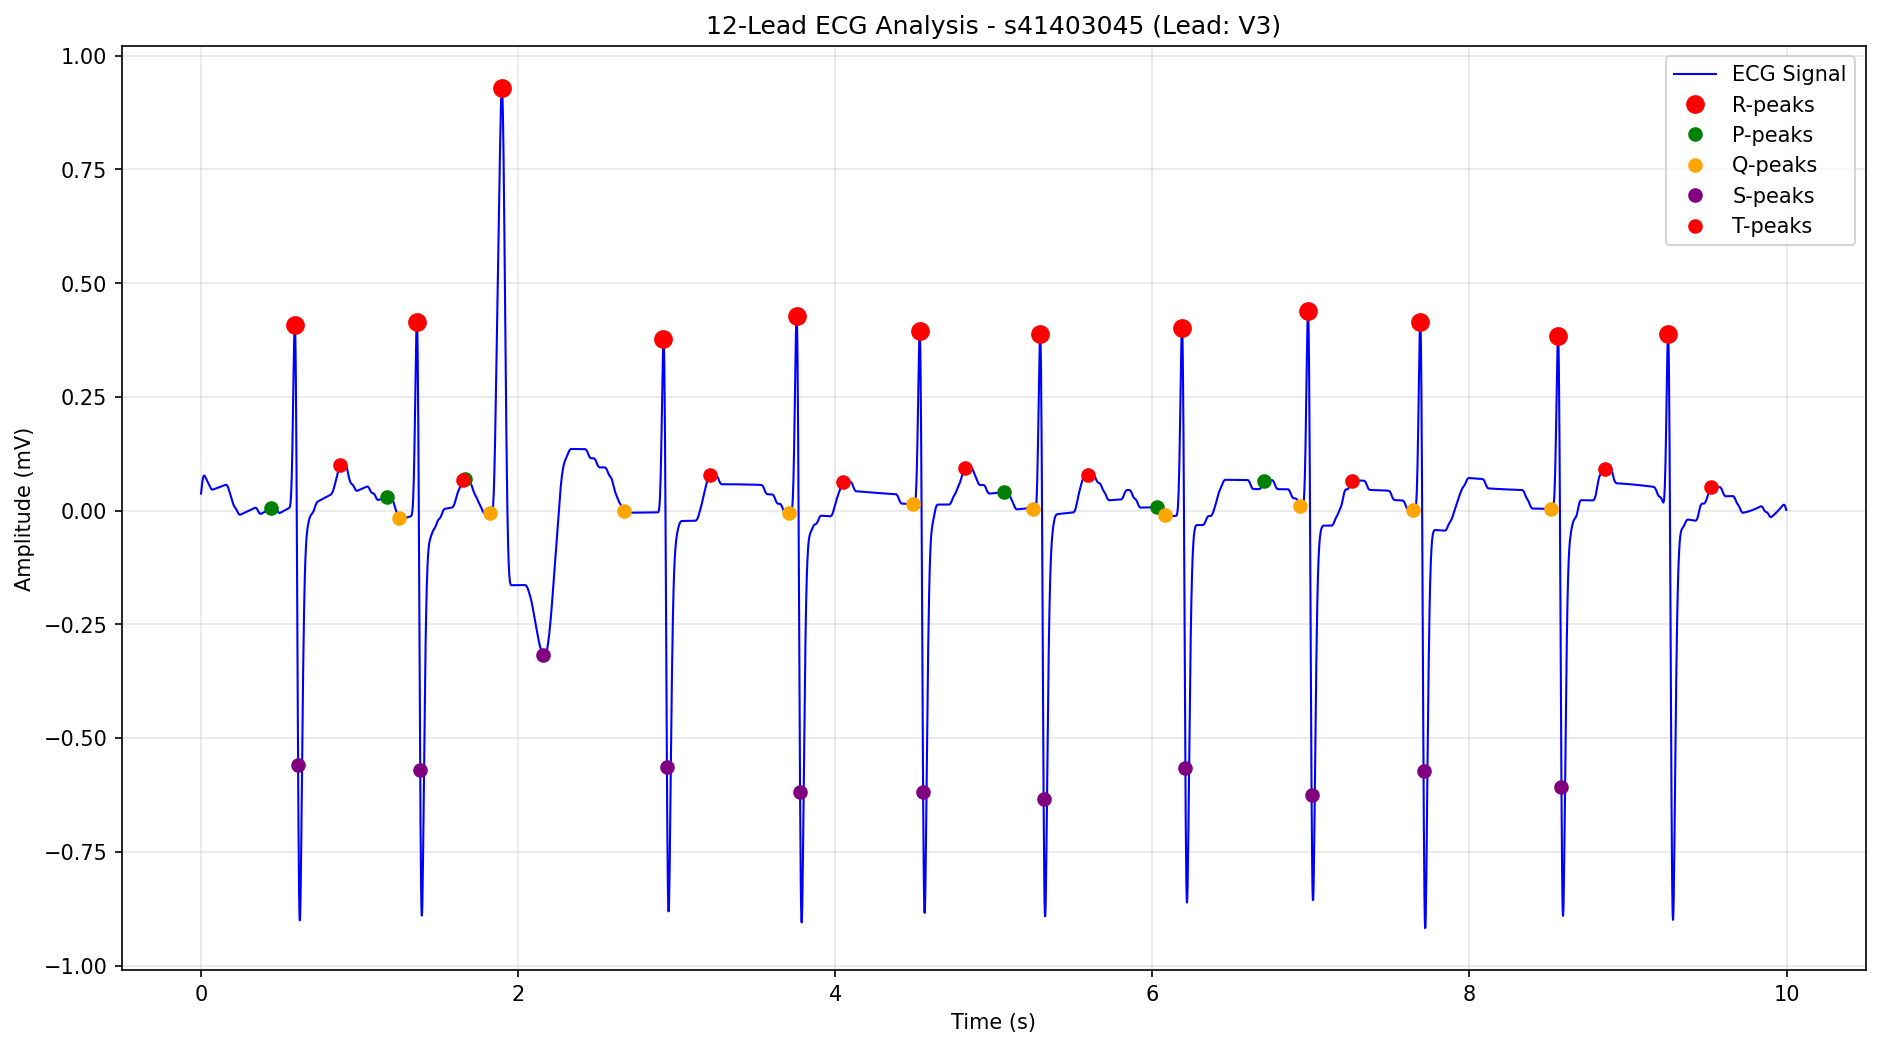 12-Lead ECG Analysis - s41403045 (Lead: V3)
ECG Signal
R-peaks
P-peaks
Q-peaks
S-peaks
T-peaks
Amplitude (mV)
1.00
0.75
0.50
0.25
0.00
−0.25
−0.50
−0.75
−1.00
0 2 4 6 8 10
Time (s)